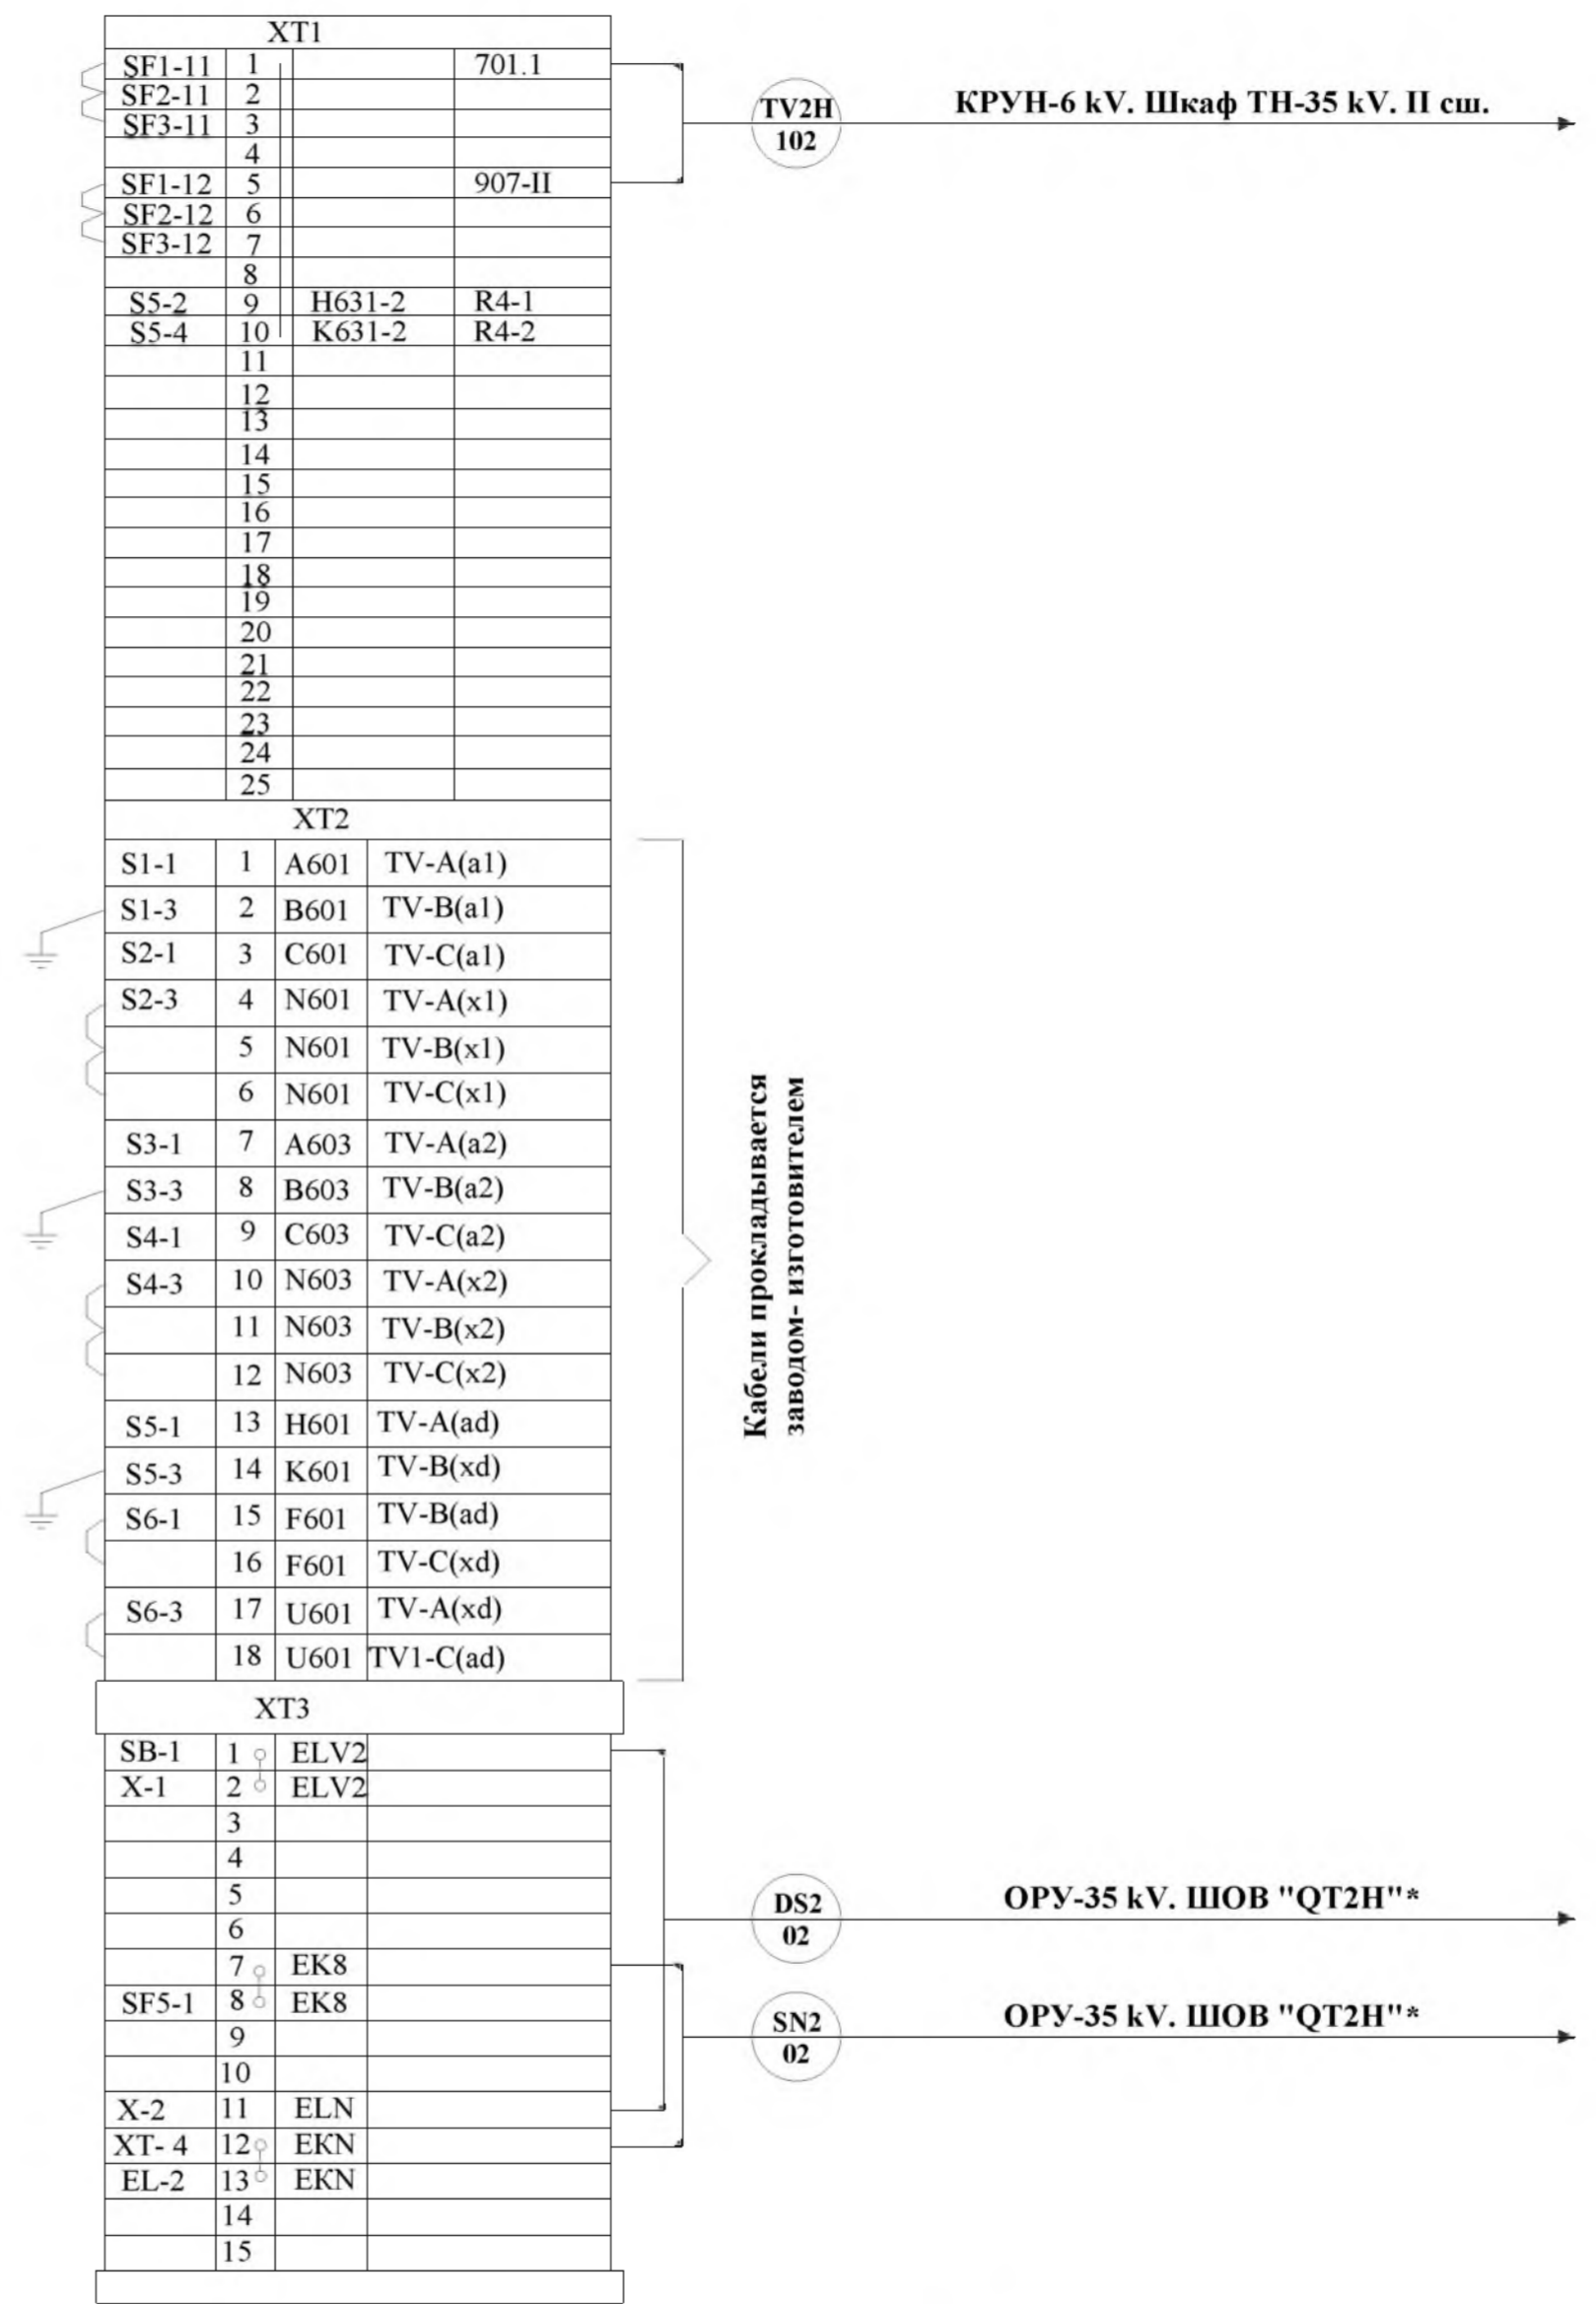 XT1
SF1-11 1 701.1
SF2-11 2
SF3-11 3
4
SF1-12 5 907-II
SF2-12 6
SF3-12 7
8
S5-2 9 H631-2 R4-1
S5-4 10 K631-2 R4-2
11
12
13
14
15
16
17
18
19
20
21
22
23
24
25
TV2H
102
КРУН-6 kV. Шкаф ТН-35 kV. II сш.
XT2
S1-1 1 A601 TV-A(a1)
S1-3 2 B601 TV-B(a1)
S2-1 3 C601 TV-C(a1)
S2-3 4 N601 TV-A(x1)
5 N601 TV-B(x1)
6 N601 TV-C(x1)
S3-1 7 A603 TV-A(a2)
S3-3 8 B603 TV-B(a2)
S4-1 9 C603 TV-C(a2)
S4-3 10 N603 TV-A(x2)
11 N603 TV-B(x2)
12 N603 TV-C(x2)
S5-1 13 H601 TV-A(ad)
S5-3 14 K601 TV-B(xd)
S6-1 15 F601 TV-B(ad)
16 F601 TV-C(xd)
S6-3 17 U601 TV-A(xd)
18 U601 TV1-C(ad)
Кабели прокладывается
заводом- изготовителем
XT3
SB-1 1 ELV2
X-1 2 ELV2
3
4
5
6
7 EK8
SF5-1 8 EK8
9
10
X-2 11 ELN
XT- 4 12 EKN
EL-2 13 EKN
14
15
DS2
02
ОРУ-35 kV. ШОВ "QT2H"*
SN2
02
ОРУ-35 kV. ШОВ "QT2H"*